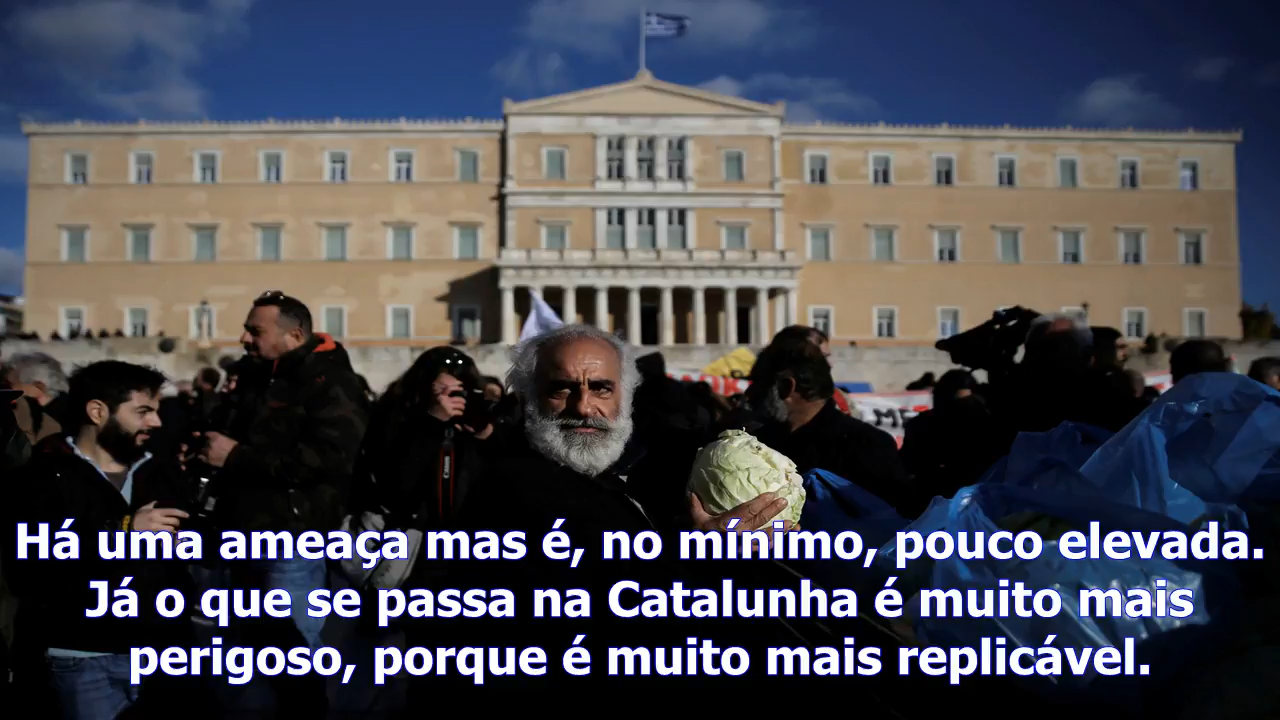 Há uma ameaça mas é, no mínimo, pouco elevada.
Já o que se passa na Catalunha é muito mais
perigoso, porque é muito mais replicável.